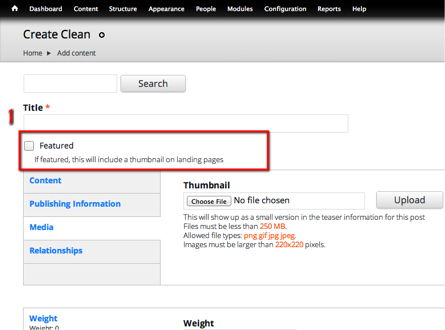 Dashboard Content Structure Appearance People Modules Configuration Reports Help
Create Clean
Home ▸ Add content
Search
Title *
1
Featured
If featured, this will include a thumbnail on landing pages
Content
Publishing Information
Media
Relationships
Thumbnail
Choose File No file chosen
Upload
This will show up as a small version in the teaser information for this post
Files must be less than 250 MB.
Allowed file types: png gif jpg jpeg.
Images must be larger than 220x220 pixels.
Weight
Weight: 0
Weight